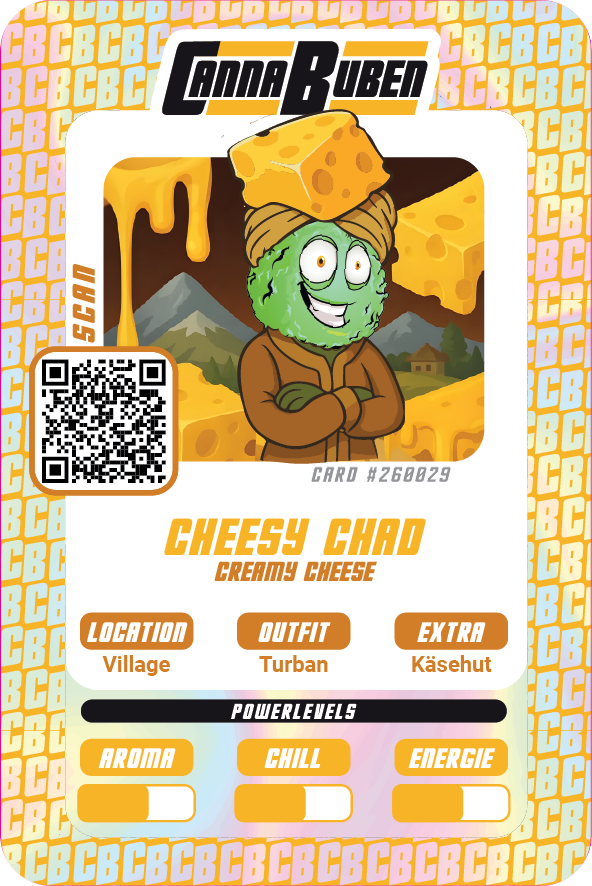 CANNABUBEN
SCAN
CARD #260029
CHEESY CHAD
CREAMY CHEESE
LOCATION OUTFIT EXTRA
Village Turban Käsehut
POWERLEVELS
AROMA CHILL ENERGIE